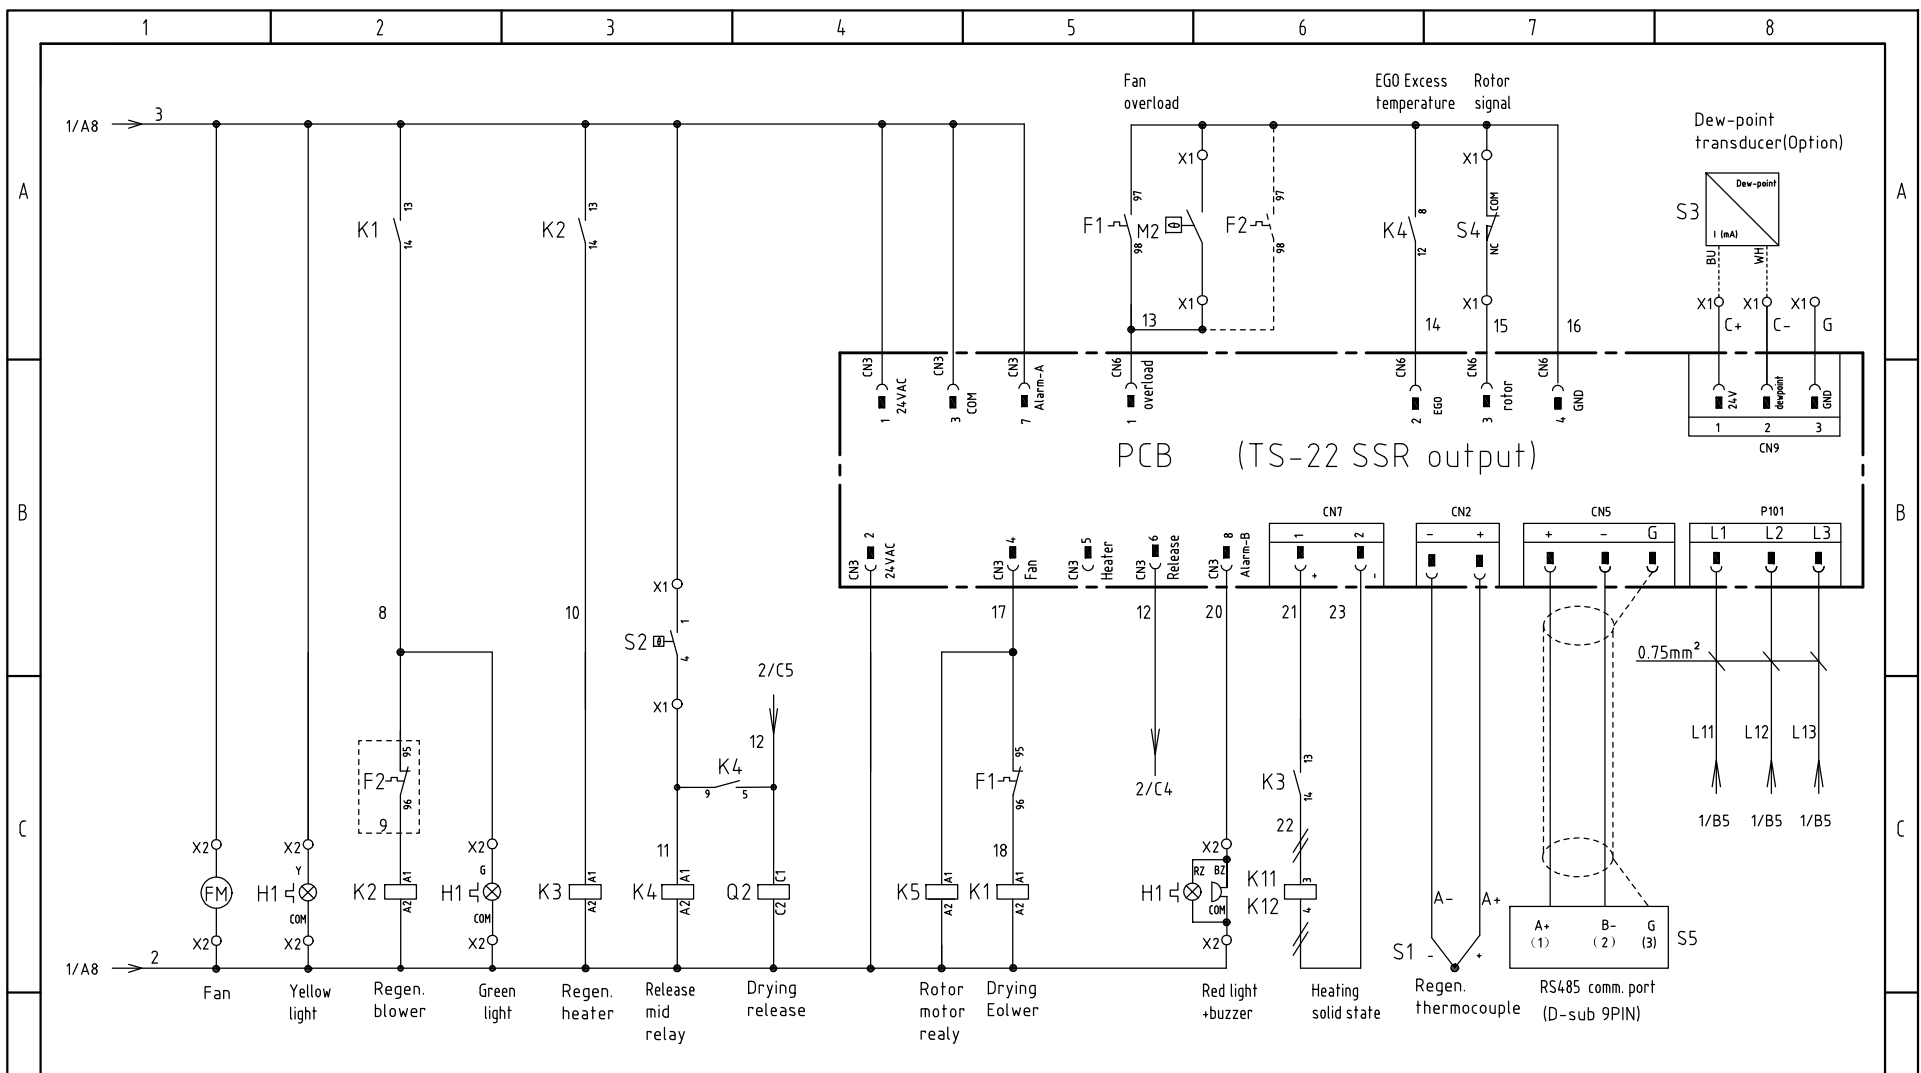 1 2 3 4 5 6 7 8
Fan
overload
EGO Excess
temperature
Rotor
signal
Dew-point
transducer(Option)
1/A8 3
A A
X1 X1
Dew-point
S3
I (mA)
BU WH
K1 13 14
K2 13 14
F1 97 98
M2 θ
F2 97 98
K4 8 12
S4 COM NC
X1 X1
X1 X1 X1
13 14 15 16
C+ C- G
CN3 1 24VAC
CN3 3 COM
CN3 7 Alarm-A
CN6 1 overload
CN6 2 EGO
CN6 3 rotor
CN6 4 GND
24V dewpoint GND
1 2 3
CN9
PCB (TS-22 SSR output)
B B
CN7 CN2 CN5 P101
CN3 2 24VAC
CN3 4 Fan
CN3 5 Heater
CN3 6 Release
CN3 8 Alarm-B
1 2
+ -
- +
+ - G
L1 L2 L3
X1
8 10 17 12 20 21 23
S2 θ 1 4
0.75mm²
2/C5
X1
12
L11 L12 L13
F2 95 96
9
K4
9 5
F1 95 96
2/C4
K3 13 14
1/B5 1/B5 1/B5
C C
22
X2 X2 X2 X2
11 18
FM
H1 Y COM
K2 A1 A2
H1 G COM
K3 A1 A2
K4 A1 A2
Q2 C1 C2
K5 A1 A2
K1 A1 A2
H1 RZ BZ COM
K11 3
K12 4
A- A+
A+ B- G
(1) (2) (3)
S5
X2 X2 X2 X2
S1 - +
1/A8 2
Fan
Yellow
light
Regen.
blower
Green
light
Regen.
heater
Release
mid
relay
Drying
release
Rotor
motor
realy
Drying
Eolwer
Red light
+buzzer
Heating
solid state
Regen.
thermocouple
RS485 comm. port
(D-sub 9PIN)